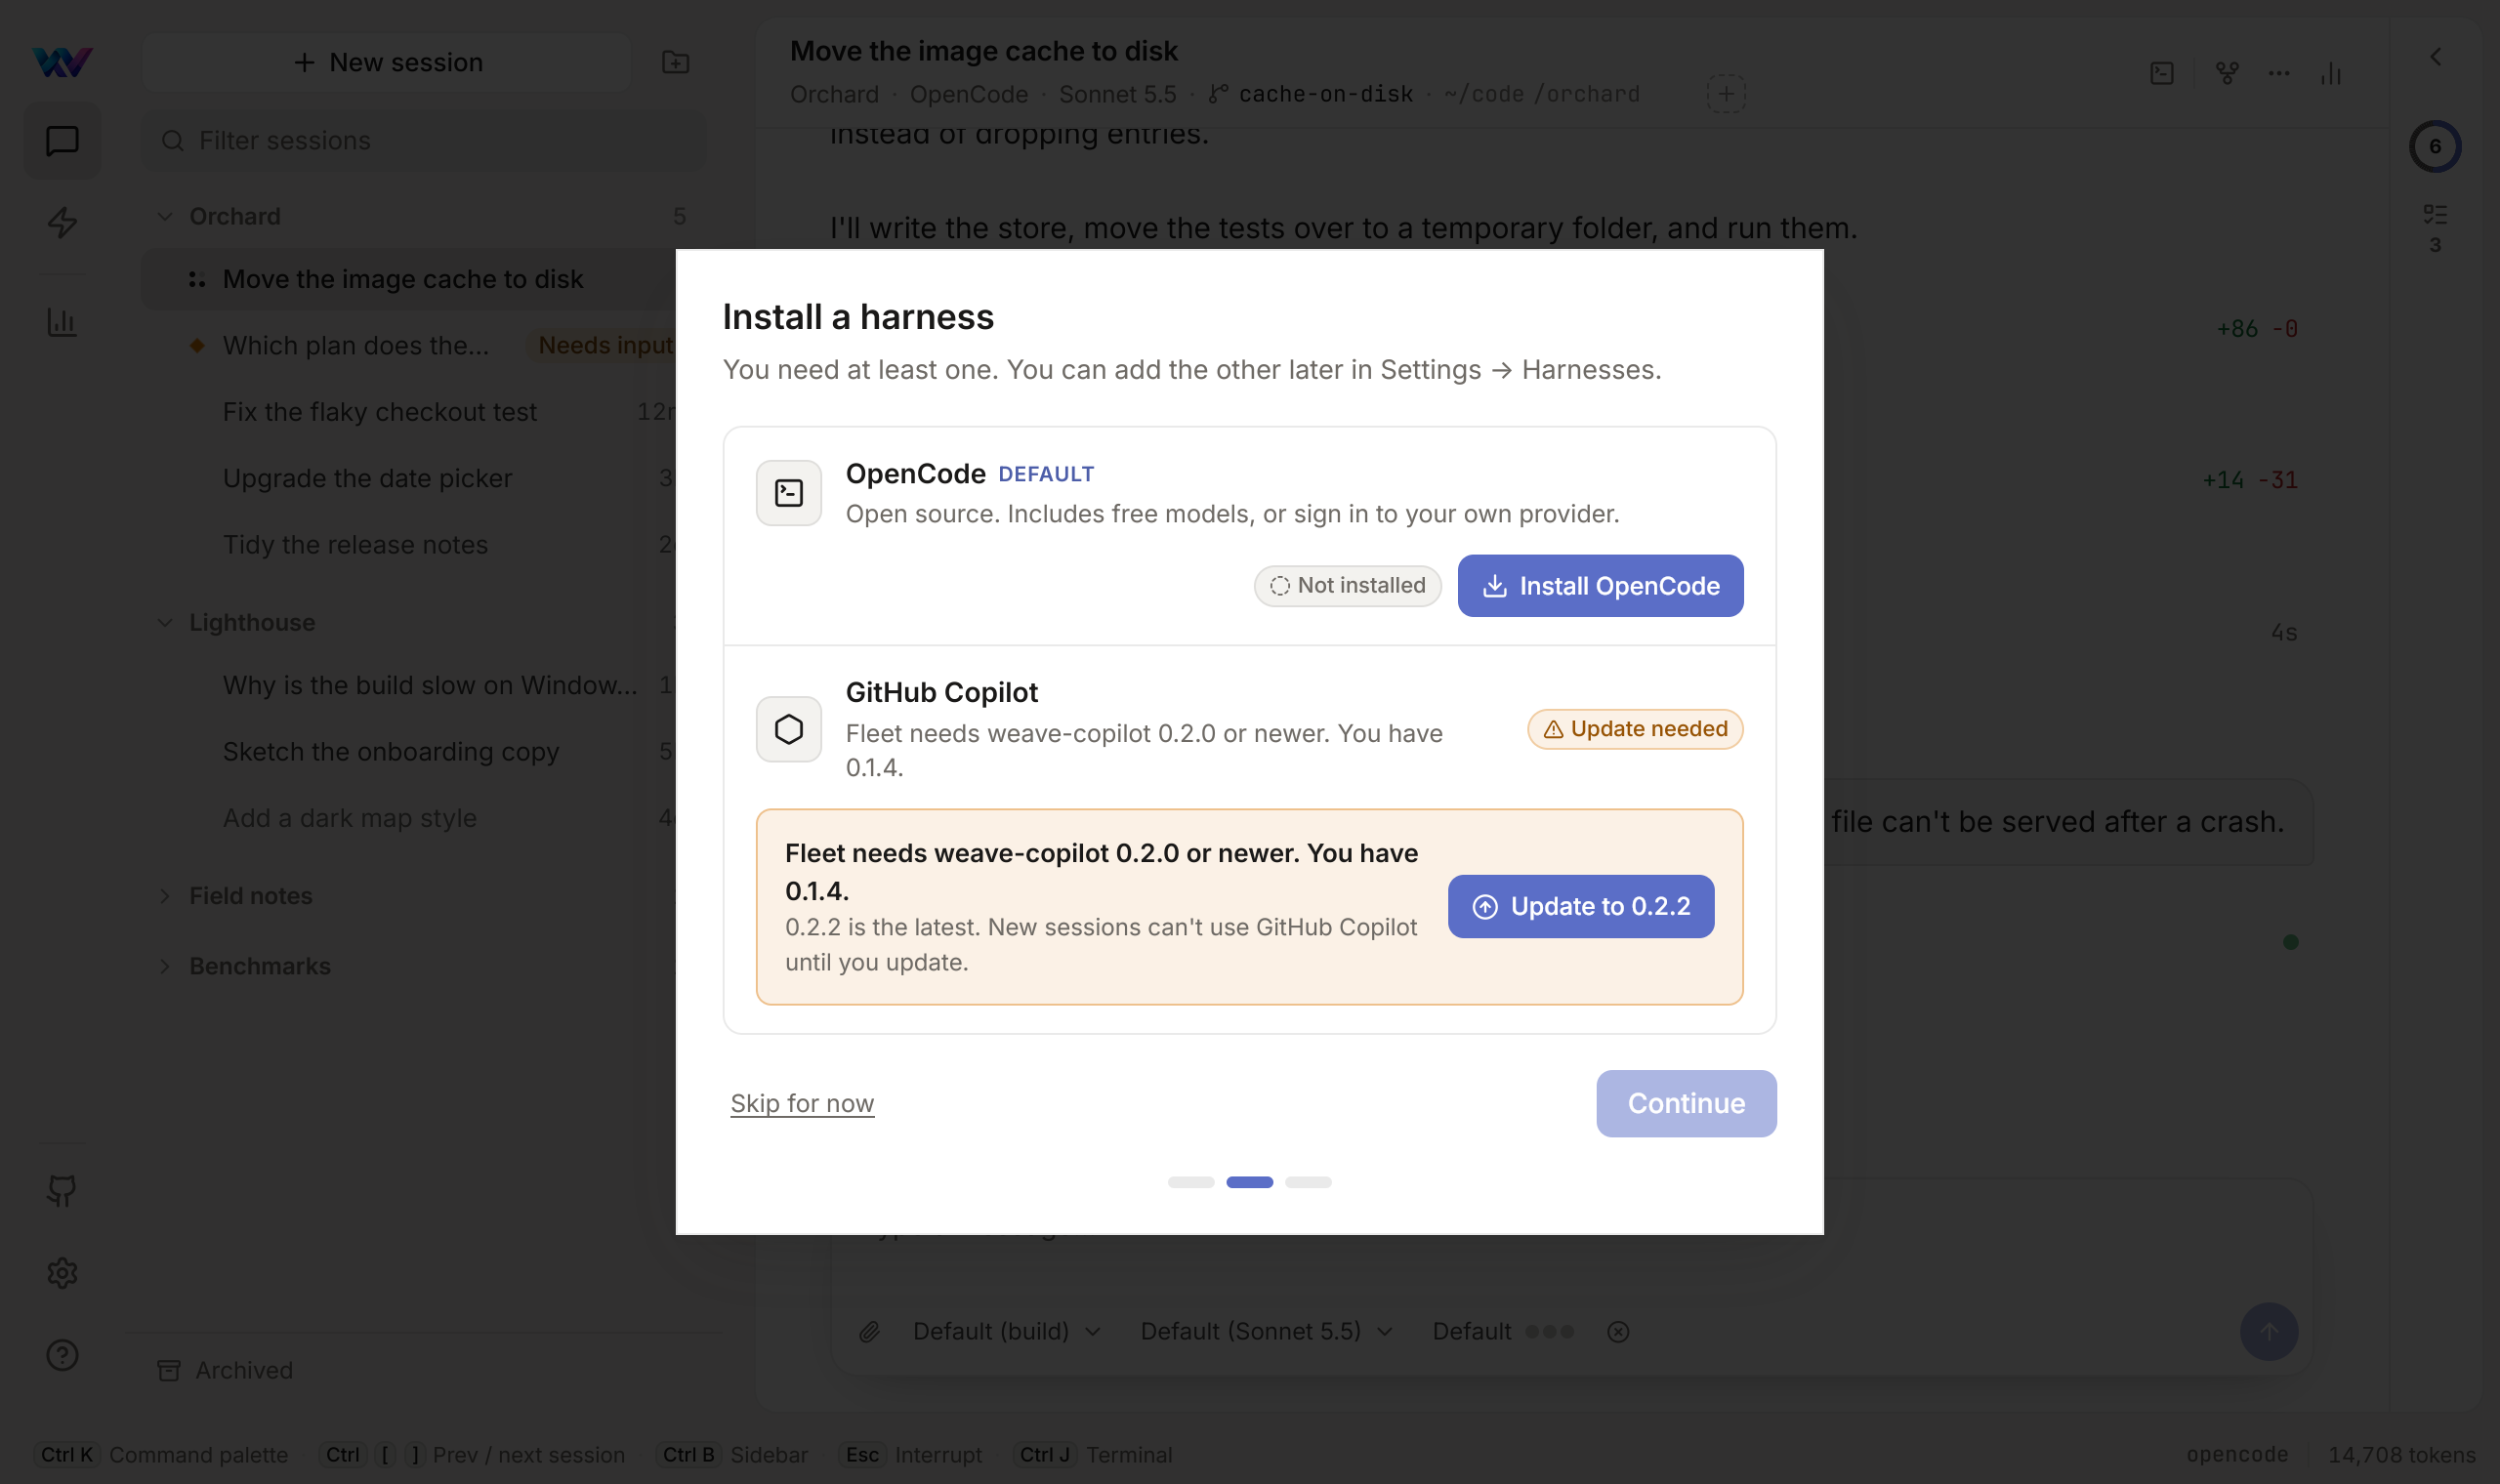 New session
Filter sessions
Orchard 5
Move the image cache to disk
Which plan does the... Needs input
Fix the flaky checkout test
Upgrade the date picker 3
Tidy the release notes
Lighthouse
Why is the build slow on Window... 1
Sketch the onboarding copy 5
Add a dark map style
Field notes
Benchmarks
Archived
Move the image cache to disk
Orchard · OpenCode · Sonnet 5.5 · cache-on-disk · ~/code/orchard
instead of dropping entries.
I'll write the store, move the tests over to a temporary folder, and run them.
+86 -0
+14 -31
4s
file can't be served after a crash.
6
3
Install a harness
You need at least one. You can add the other later in Settings → Harnesses.
OpenCode DEFAULT
Open source. Includes free models, or sign in to your own provider.
Not installed
Install OpenCode
GitHub Copilot
Fleet needs weave-copilot 0.2.0 or newer. You have
0.1.4.
Update needed
Fleet needs weave-copilot 0.2.0 or newer. You have
0.1.4.
0.2.2 is the latest. New sessions can't use GitHub Copilot
until you update.
Update to 0.2.2
Skip for now
Continue
Default (build) Default (Sonnet 5.5) Default
Ctrl K Command palette Ctrl [ ] Prev / next session Ctrl B Sidebar Esc Interrupt Ctrl J Terminal
opencode 14,708 tokens